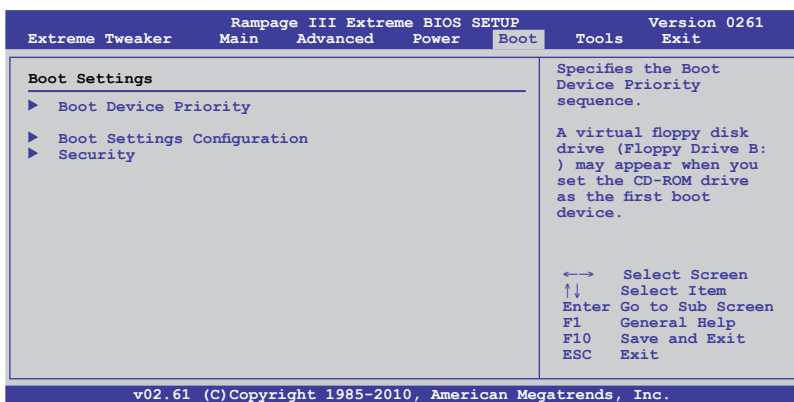 Rampage III Extreme BIOS SETUP Version 0261
Extreme Tweaker Main Advanced Power Boot Tools Exit
Boot Settings
▶ Boot Device Priority
▶ Boot Settings Configuration
▶ Security
Specifies the Boot
Device Priority
sequence.
A virtual floppy disk
drive (Floppy Drive B:
) may appear when you
set the CD-ROM drive
as the first boot
device.
←→ Select Screen
↑↓ Select Item
Enter Go to Sub Screen
F1 General Help
F10 Save and Exit
ESC Exit
v02.61 (C)Copyright 1985-2010, American Megatrends, Inc.